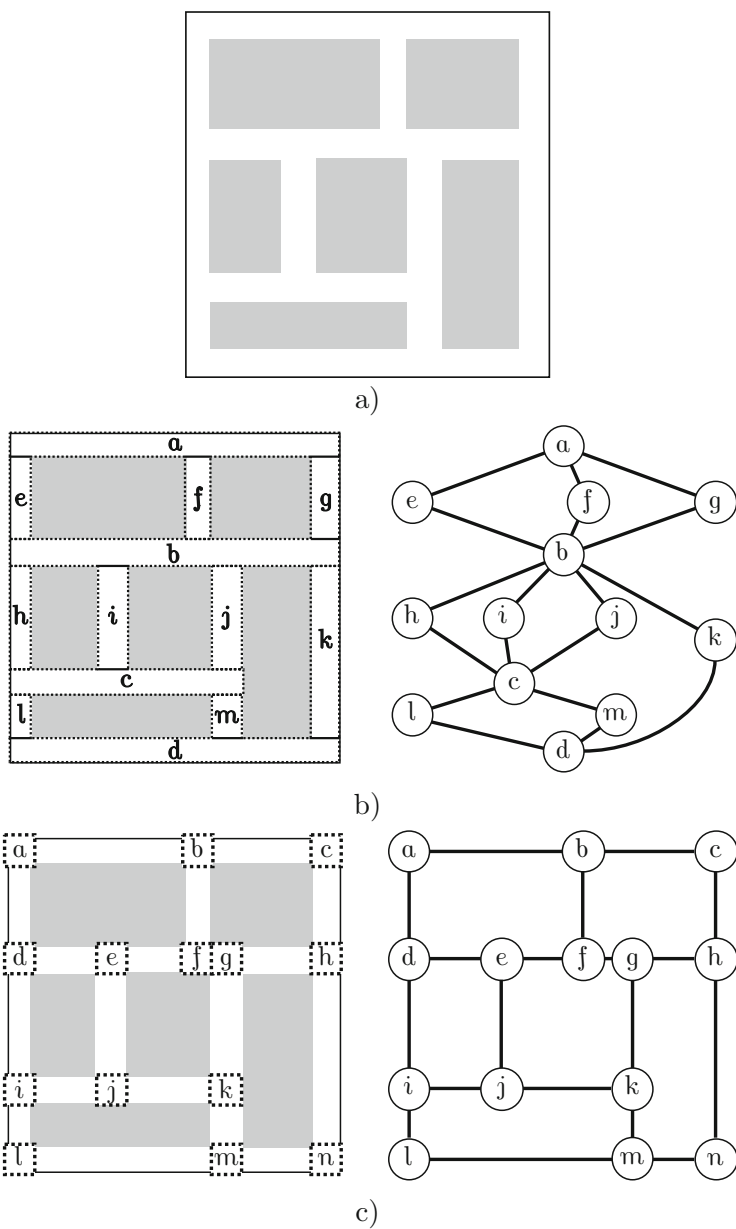 a)
a
e f g
b
h i j k
c
l m
d
a
e f g
b
h i j k
c
l m
d
b)
a b c
d e f g h
i j k
l m n
a b c
d e f g h
i j k
l m n
c)